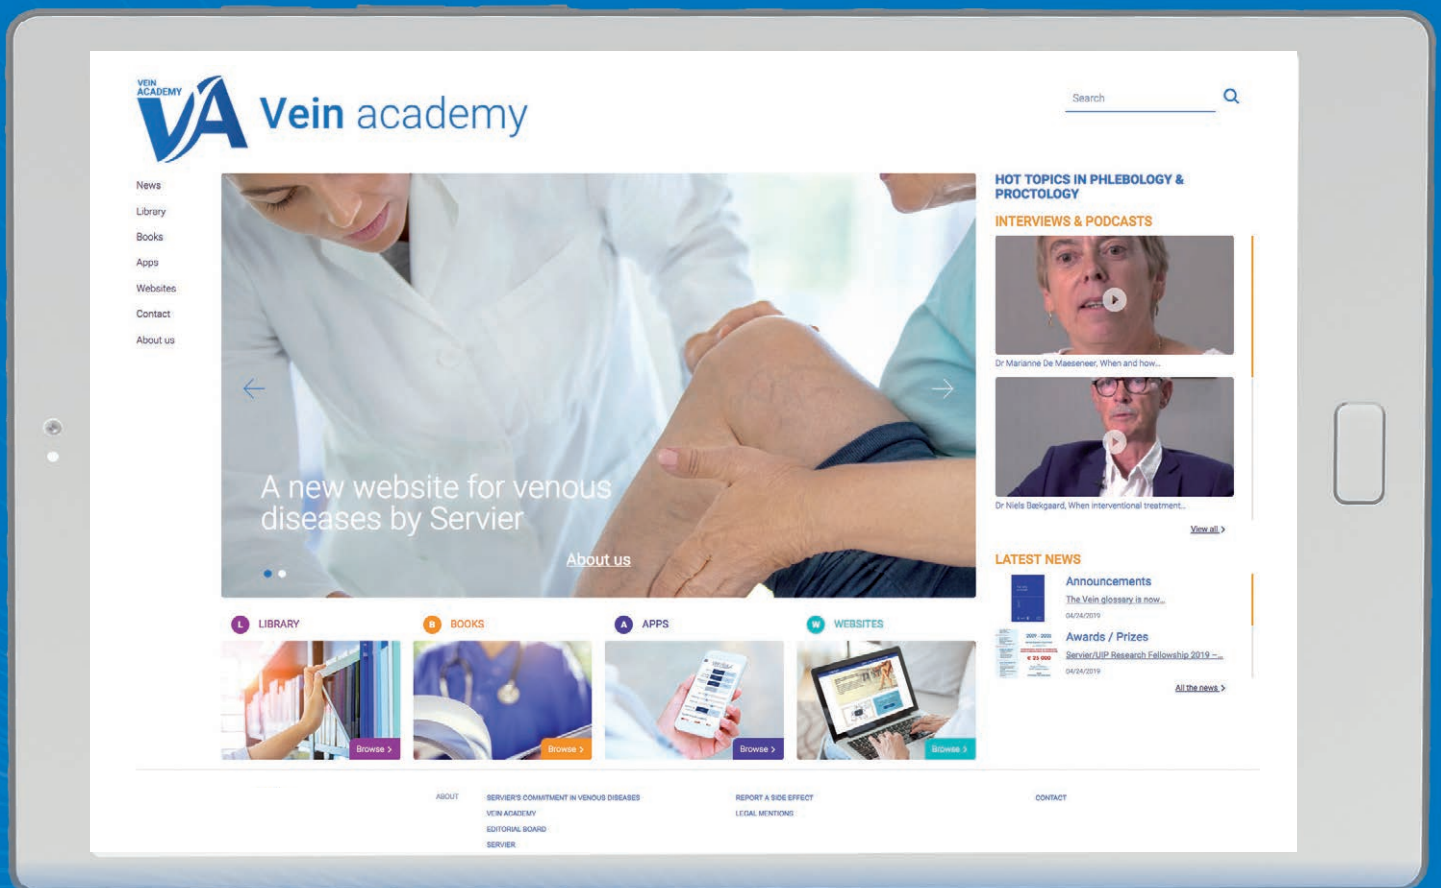 VEIN
ACADEMY
VA
Vein academy
Search
News
Library
Books
Apps
Websites
Contact
About us
A new website for venous
diseases by Servier
About us
HOT TOPICS IN PHLEBOLOGY &
PROCTOLOGY
INTERVIEWS & PODCASTS
Dr Marianne De Maeseneer, When and how...
Dr Niels Bækgaard, When interventional treatment...
View all >
LATEST NEWS
Announcements
The Vein glossary is now...
04/24/2019
2019 - 2021
€ 25 000
Awards / Prizes
Servier/UIP Research Fellowship 2019 –...
04/24/2019
All the news >
L LIBRARY
B BOOKS
A APPS
W WEBSITES
Browse >
Browse >
Browse >
Browse >
ABOUT
SERVIER'S COMMITMENT IN VENOUS DISEASES
VEIN ACADEMY
EDITORIAL BOARD
SERVIER
REPORT A SIDE EFFECT
LEGAL MENTIONS
CONTACT